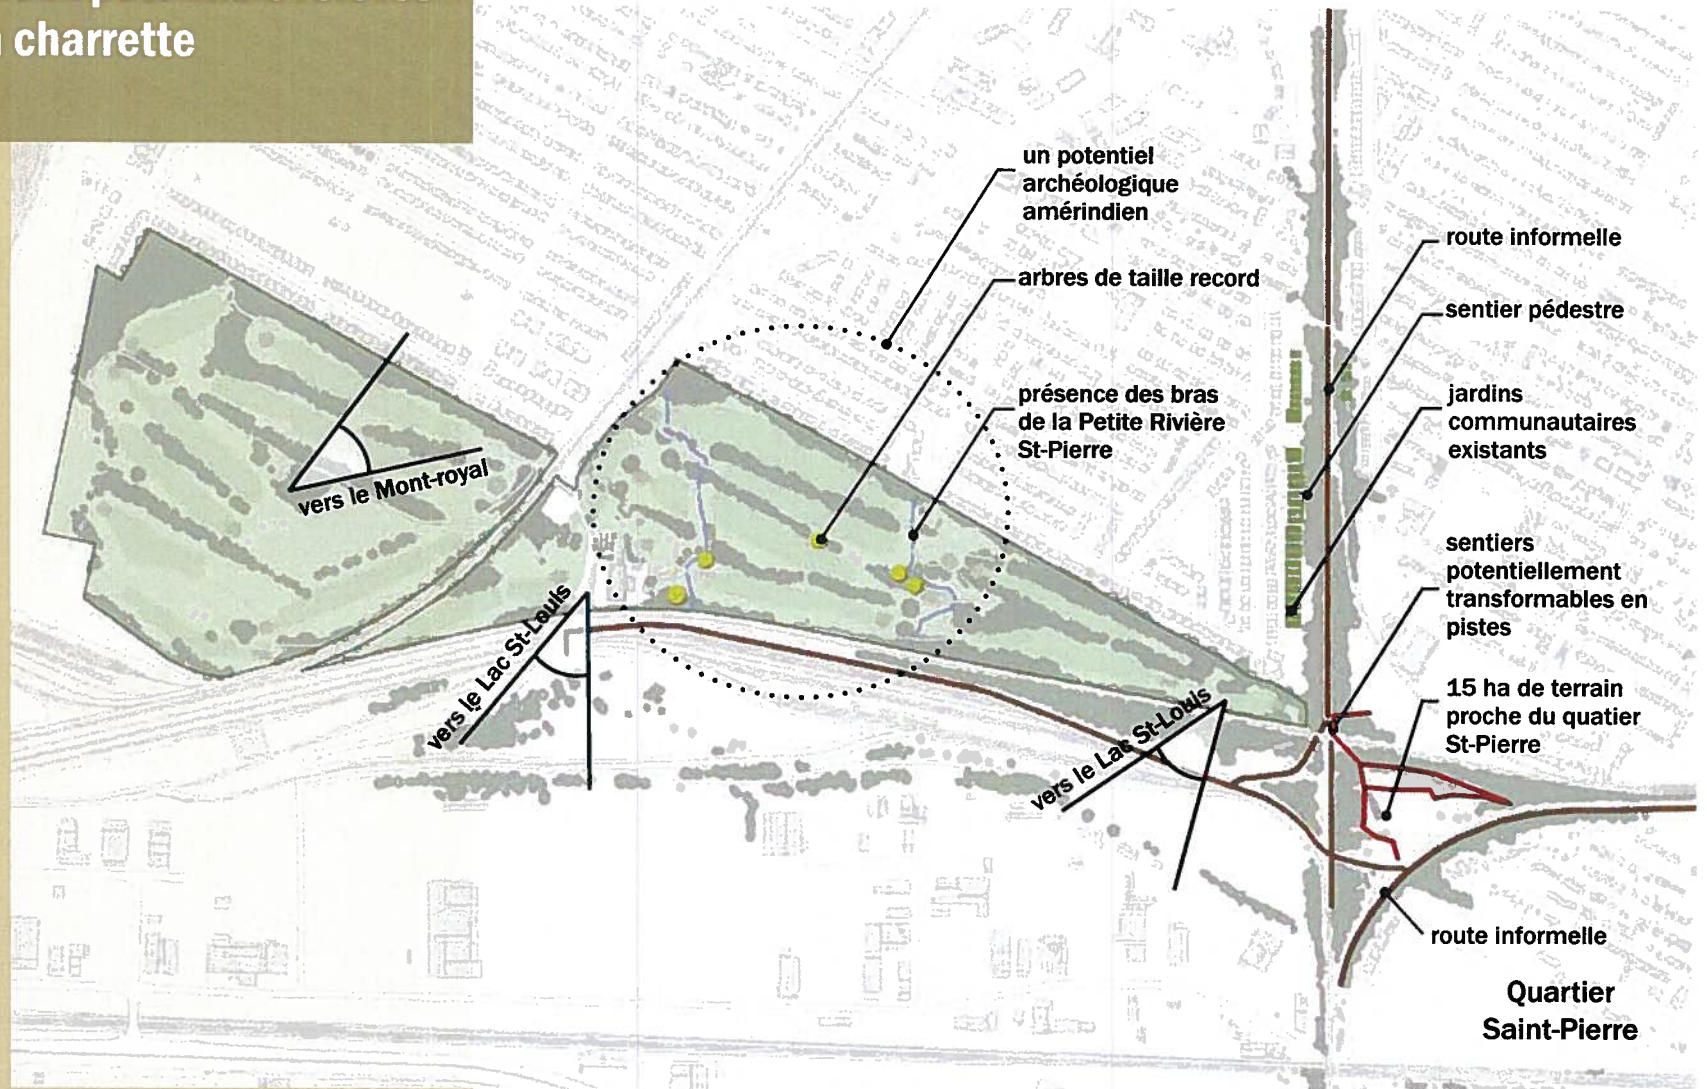 charrette
un potentiel
archéologique
amérindien
arbres de taille record
présence des bras
de la Petite Rivière
St-Pierre
route informelle
sentier pédestre
jardins
communautaires
existants
sentiers
potentiellement
transformables en
pistes
15 ha de terrain
proche du quatier
St-Pierre
route informelle
Quartier
Saint-Pierre
vers le Mont-royal
vers le Lac St-Louis
vers le Lac St-Louis